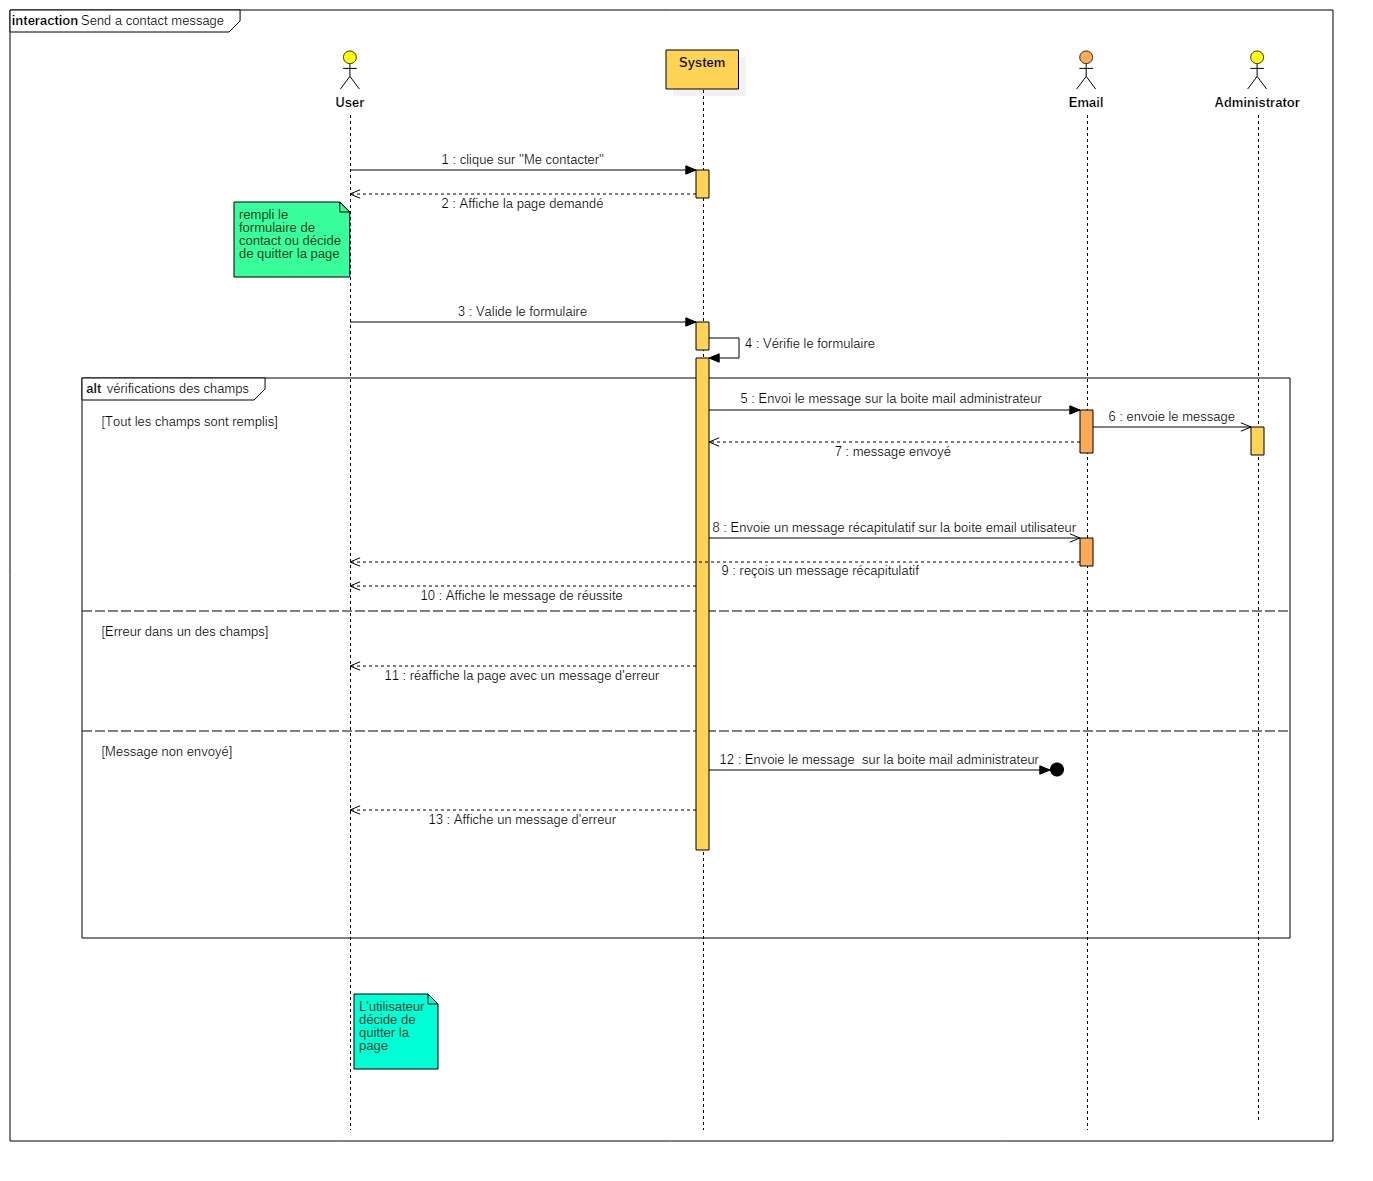 interaction Send a contact message
User
System
Email
Administrator
1 : clique sur "Me contacter"
2 : Affiche la page demandé
rempli le
formulaire de
contact ou décide
de quitter la page
3 : Valide le formulaire
4 : Vérifie le formulaire
alt vérifications des champs
[Tout les champs sont remplis]
5 : Envoi le message sur la boite mail administrateur
6 : envoie le message
7 : message envoyé
8 : Envoie un message récapitulatif sur la boite email utilisateur
9 : reçois un message récapitulatif
10 : Affiche le message de réussite
[Erreur dans un des champs]
11 : réaffiche la page avec un message d'erreur
[Message non envoyé]
12 : Envoie le message  sur la boite mail administrateur
13 : Affiche un message d'erreur
L'utilisateur
décide de
quitter la
page